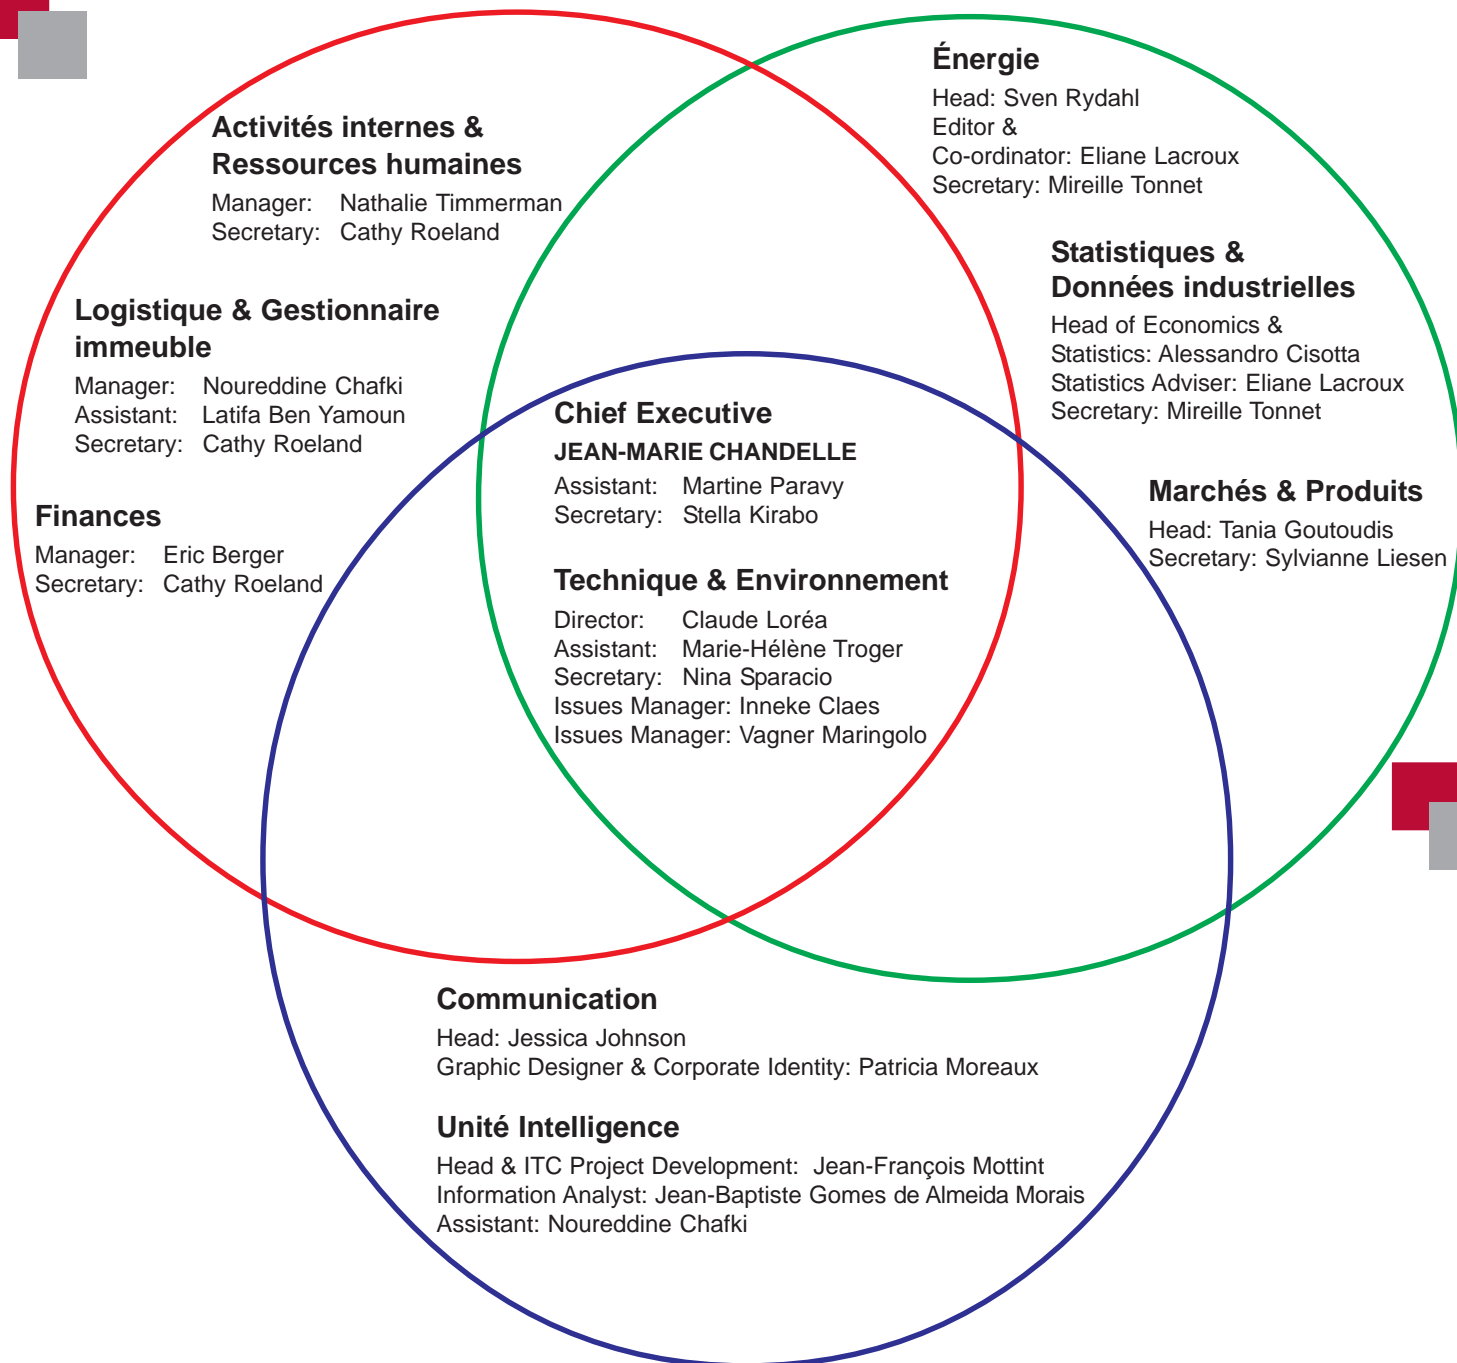 Activités internes &
Ressources humaines
Manager: Nathalie Timmerman
Secretary: Cathy Roeland
Logistique & Gestionnaire
immeuble
Manager: Noureddine Chafki
Assistant: Latifa Ben Yamoun
Secretary: Cathy Roeland
Finances
Manager: Eric Berger
Secretary: Cathy Roeland
Énergie
Head: Sven Rydahl
Editor &
Co-ordinator: Eliane Lacroux
Secretary: Mireille Tonnet
Statistiques &
Données industrielles
Head of Economics &
Statistics: Alessandro Cisotta
Statistics Adviser: Eliane Lacroux
Secretary: Mireille Tonnet
Marchés & Produits
Head: Tania Goutoudis
Secretary: Sylvianne Liesen
Chief Executive
JEAN-MARIE CHANDELLE
Assistant: Martine Paravy
Secretary: Stella Kirabo
Technique & Environnement
Director: Claude Loréa
Assistant: Marie-Hélène Troger
Secretary: Nina Sparacio
Issues Manager: Inneke Claes
Issues Manager: Vagner Maringolo
Communication
Head: Jessica Johnson
Graphic Designer & Corporate Identity: Patricia Moreaux
Unité Intelligence
Head & ITC Project Development: Jean-François Mottint
Information Analyst: Jean-Baptiste Gomes de Almeida Morais
Assistant: Noureddine Chafki